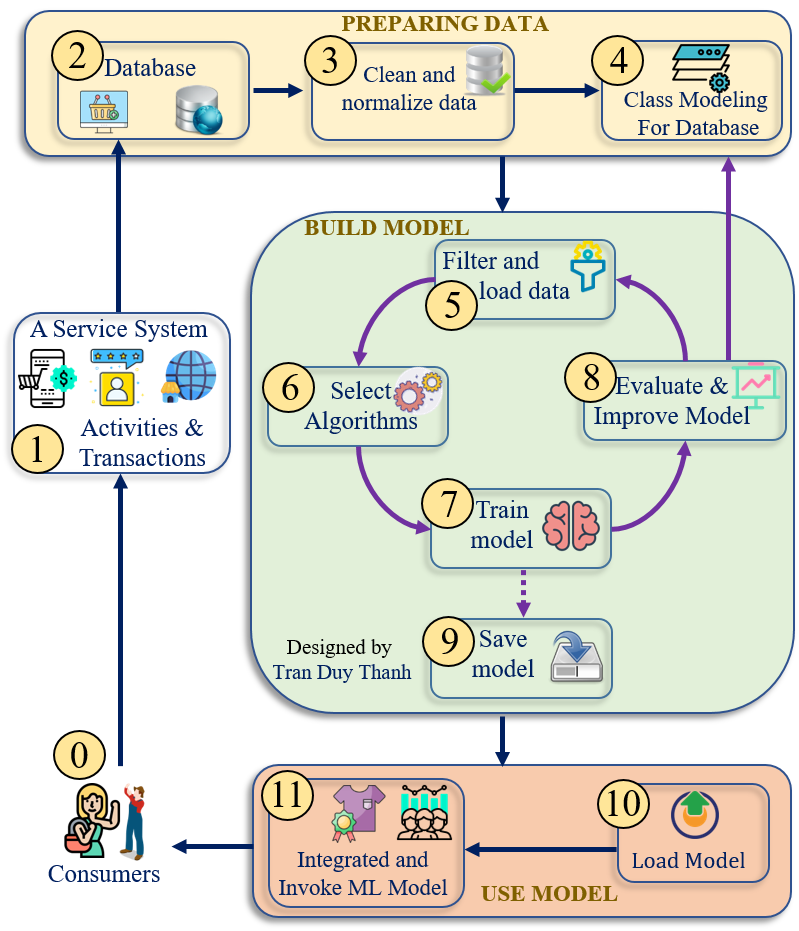 PREPARING DATA
2
Database
3
Clean and
normalize data
4
Class Modeling
For Database
BUILD MODEL
Filter and
load data
5
6
Select
Algorithms
8
Evaluate &
Improve Model
7
Train
model
9
Save
model
Designed by
Tran Duy Thanh
A Service System
$
1
Activities &
Transactions
0
Consumers
11
Integrated and
Invoke ML Model
10
Load Model
USE MODEL